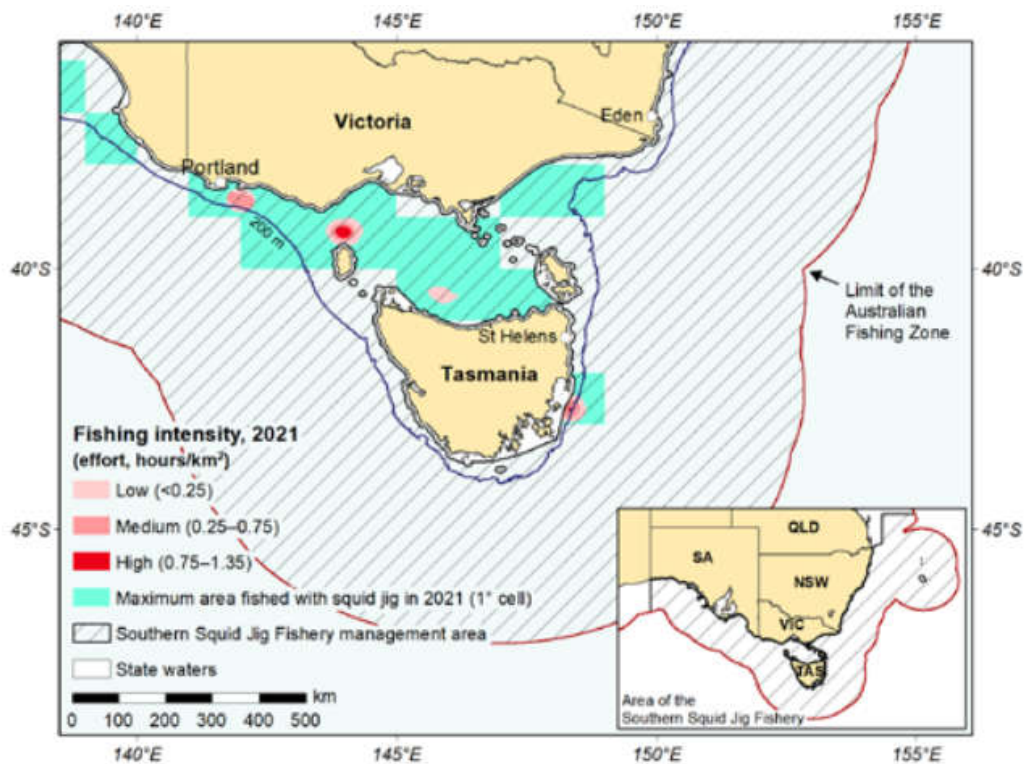 140°E 145°E 150°E 155°E
Eden
Victoria
Portland
200 m
40°S 40°S
Limit of the
Australian
Fishing Zone
St Helens
Tasmania
Fishing intensity, 2021
(effort, hours/km²)
Low (<0.25)
Medium (0.25–0.75)
High (0.75–1.35)
Maximum area fished with squid jig in 2021 (1° cell)
Southern Squid Jig Fishery management area
State waters
km
0 100 200 300 400 500
45°S 45°S
QLD
SA
NSW
VIC
TAS
Area of the
Southern Squid Jig Fishery
140°E 145°E 150°E 155°E